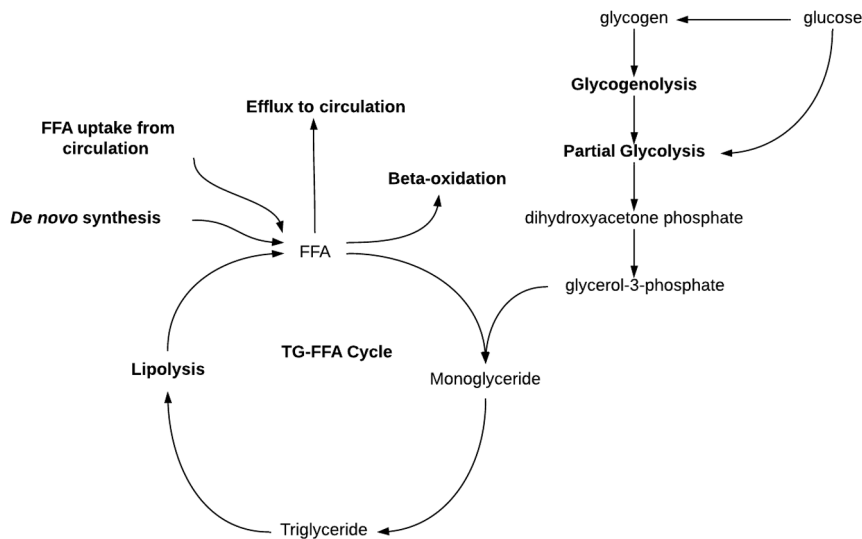 glycogen
glucose
Glycogenolysis
Efflux to circulation
FFA uptake from
circulation
Partial Glycolysis
Beta-oxidation
De novo synthesis
dihydroxyacetone phosphate
FFA
glycerol-3-phosphate
TG-FFA Cycle
Lipolysis
Monoglyceride
Triglyceride